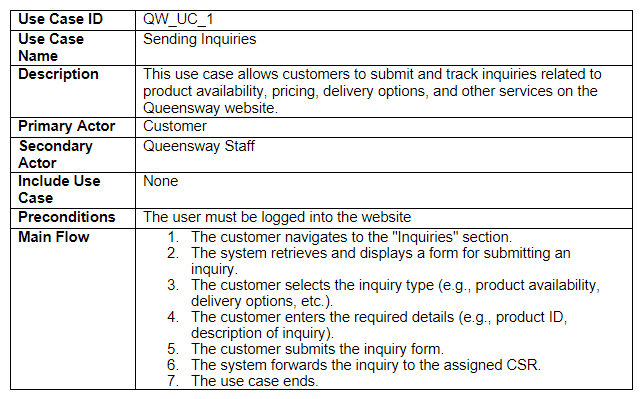 Use Case ID QW_UC_1
Use Case Sending Inquiries
Name
Description This use case allows customers to submit and track inquiries related to
product availability, pricing, delivery options, and other services on the
Queensway website.
Primary Actor Customer
Secondary Queensway Staff
Actor
Include Use None
Case
Preconditions The user must be logged into the website
Main Flow 1. The customer navigates to the "Inquiries" section.
2. The system retrieves and displays a form for submitting an
inquiry.
3. The customer selects the inquiry type (e.g., product availability,
delivery options, etc.).
4. The customer enters the required details (e.g., product ID,
description of inquiry).
5. The customer submits the inquiry form.
6. The system forwards the inquiry to the assigned CSR.
7. The use case ends.